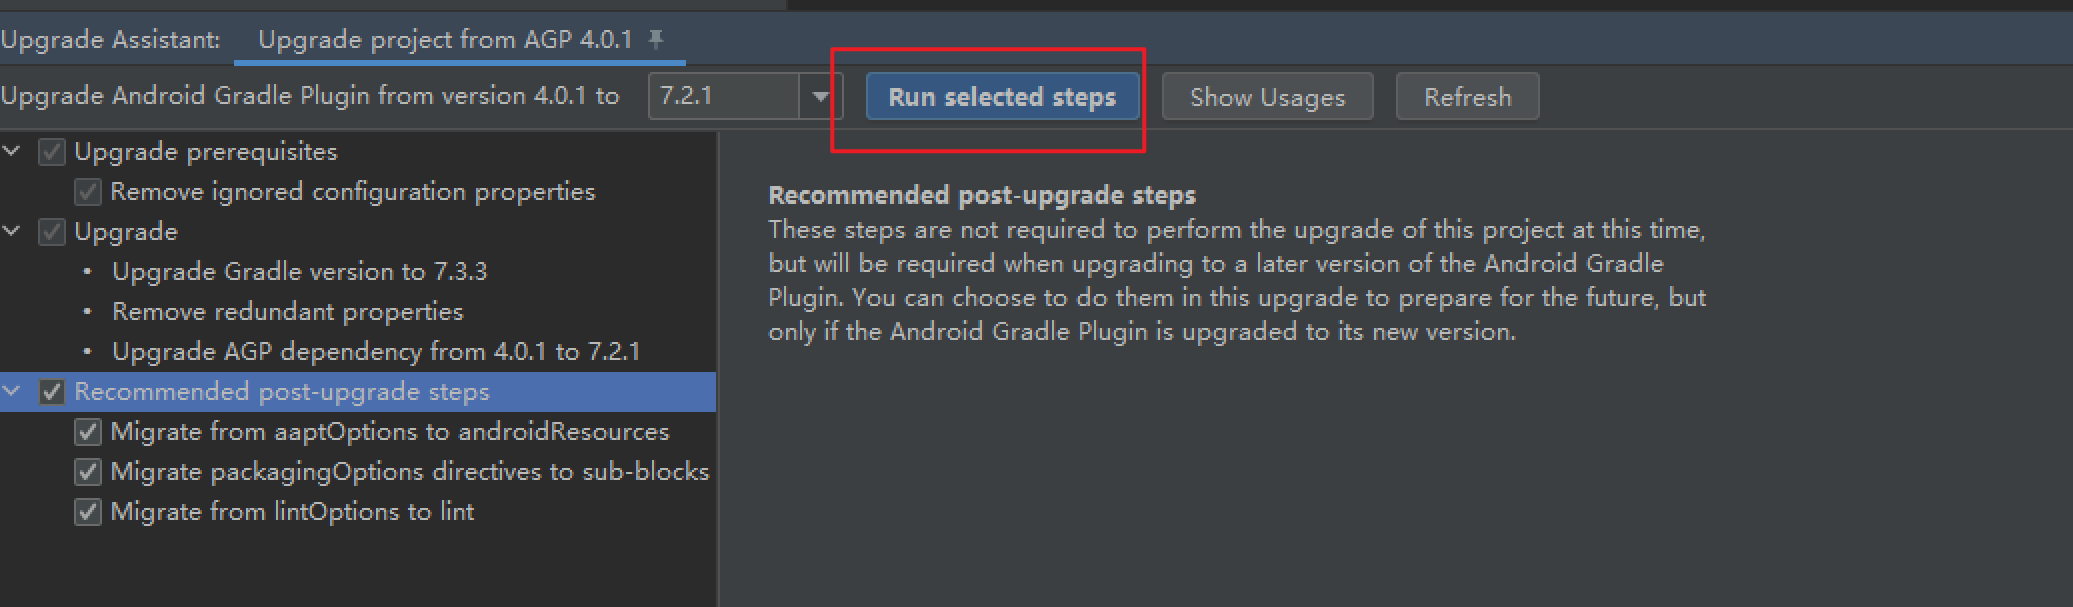 Upgrade Assistant: Upgrade project from AGP 4.0.1
Upgrade Android Gradle Plugin from version 4.0.1 to 7.2.1 Run selected steps Show Usages Refresh
Upgrade prerequisites
Remove ignored configuration properties
Upgrade
• Upgrade Gradle version to 7.3.3
• Remove redundant properties
• Upgrade AGP dependency from 4.0.1 to 7.2.1
Recommended post-upgrade steps
Migrate from aaptOptions to androidResources
Migrate packagingOptions directives to sub-blocks
Migrate from lintOptions to lint
Recommended post-upgrade steps
These steps are not required to perform the upgrade of this project at this time,
but will be required when upgrading to a later version of the Android Gradle
Plugin. You can choose to do them in this upgrade to prepare for the future, but
only if the Android Gradle Plugin is upgraded to its new version.